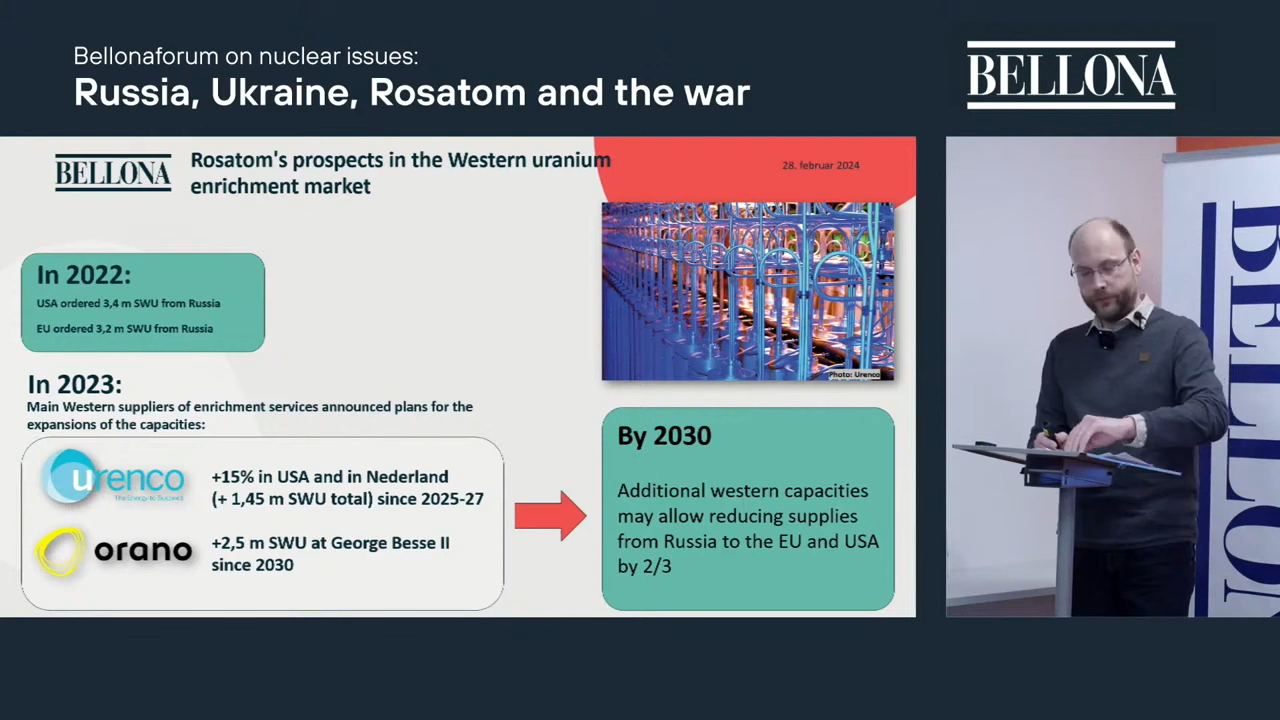 Bellonaforum on nuclear issues:
Russia, Ukraine, Rosatom and the war
BELLONA
BELLONA
Rosatom's prospects in the Western uranium
enrichment market
28. februar 2024
In 2022:
USA ordered 3,4 m SWU from Russia
EU ordered 3,2 m SWU from Russia
Photo: Urenco
In 2023:
Main Western suppliers of enrichment services announced plans for the
expansions of the capacities:
urenco
+15% in USA and in Nederland
(+ 1,45 m SWU total) since 2025-27
orano
+2,5 m SWU at George Besse II
since 2030
By 2030
Additional western capacities
may allow reducing supplies
from Russia to the EU and USA
by 2/3
BELLON